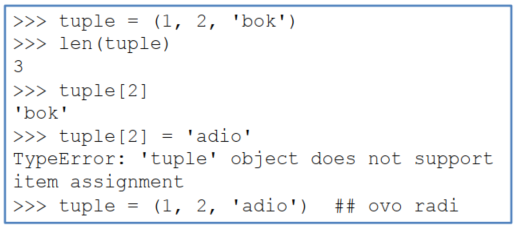 >>> tuple = (1, 2, 'bok')
>>> len(tuple)
3
>>> tuple[2]
'bok'
>>> tuple[2] = 'adio'
TypeError: 'tuple' object does not support
item assignment
>>> tuple = (1, 2, 'adio')  ## ovo radi